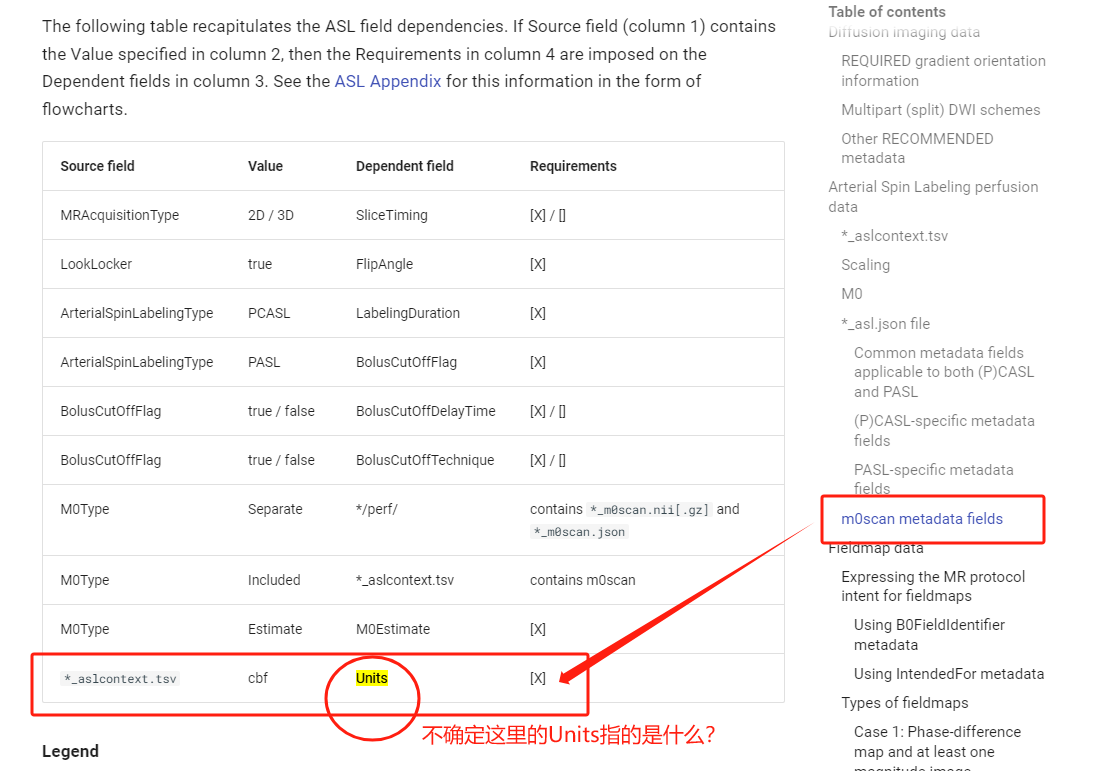 The following table recapitulates the ASL field dependencies. If Source field (column 1) contains
the Value specified in column 2, then the Requirements in column 4 are imposed on the
Dependent fields in column 3. See the ASL Appendix for this information in the form of
flowcharts.
Source field Value Dependent field Requirements
MRAcquisitionType 2D / 3D SliceTiming [X] / []
LookLocker true FlipAngle [X]
ArterialSpinLabelingType PCASL LabelingDuration [X]
ArterialSpinLabelingType PASL BolusCutOffFlag [X]
BolusCutOffFlag true / false BolusCutOffDelayTime [X] / []
BolusCutOffFlag true / false BolusCutOffTechnique [X] / []
M0Type Separate */perf/ contains *_m0scan.nii[.gz] and
*_m0scan.json
M0Type Included *_aslcontext.tsv contains m0scan
M0Type Estimate M0Estimate [X]
*_aslcontext.tsv cbf Units [X]
不确定这里的Units指的是什么?
Legend
Table of contents
Diffusion imaging data
REQUIRED gradient orientation
information
Multipart (split) DWI schemes
Other RECOMMENDED
metadata
Arterial Spin Labeling perfusion
data
*_aslcontext.tsv
Scaling
M0
*_asl.json file
Common metadata fields
applicable to both (P)CASL
and PASL
(P)CASL-specific metadata
fields
PASL-specific metadata
fields
m0scan metadata fields
Fieldmap data
Expressing the MR protocol
intent for fieldmaps
Using B0FieldIdentifier
metadata
Using IntendedFor metadata
Types of fieldmaps
Case 1: Phase-difference
map and at least one
magnitude image